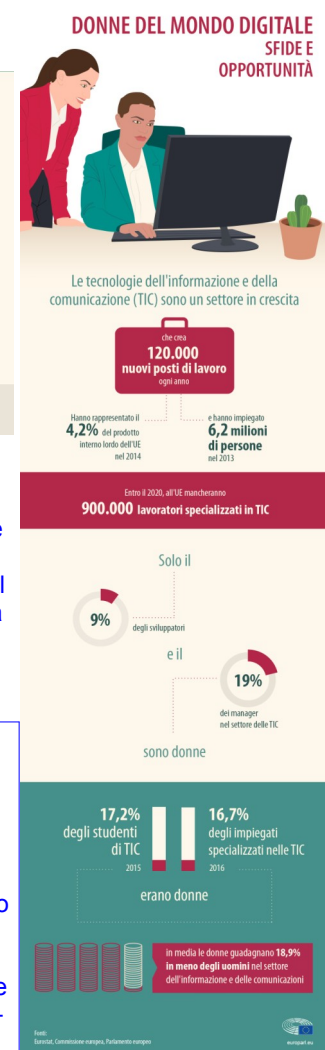 DONNE DEL MONDO DIGITALE
SFIDE E
OPPORTUNITÀ
Le tecnologie dell'informazione e della
comunicazione (TIC) sono un settore in crescita
che crea
120.000
nuovi posti di lavoro
ogni anno
Hanno rappresentato il
4,2% del prodotto
interno lordo dell'UE
nel 2014
e hanno impiegato
6,2 milioni
di persone
nel 2013
Entro il 2020, all'UE mancheranno
900.000 lavoratori specializzati in TIC
Solo il
9%
degli sviluppatori
e il
19%
dei manager
nel settore delle TIC
sono donne
17,2%
degli studenti
di TIC
2015
16,7%
degli impiegati
specializzati nelle TIC
2016
erano donne
in media le donne guadagnano 18,9%
in meno degli uomini nel settore
dell'informazione e delle comunicazioni
Fonti:
Eurostat, Commissione europea, Parlamento europeo
europarl.eu